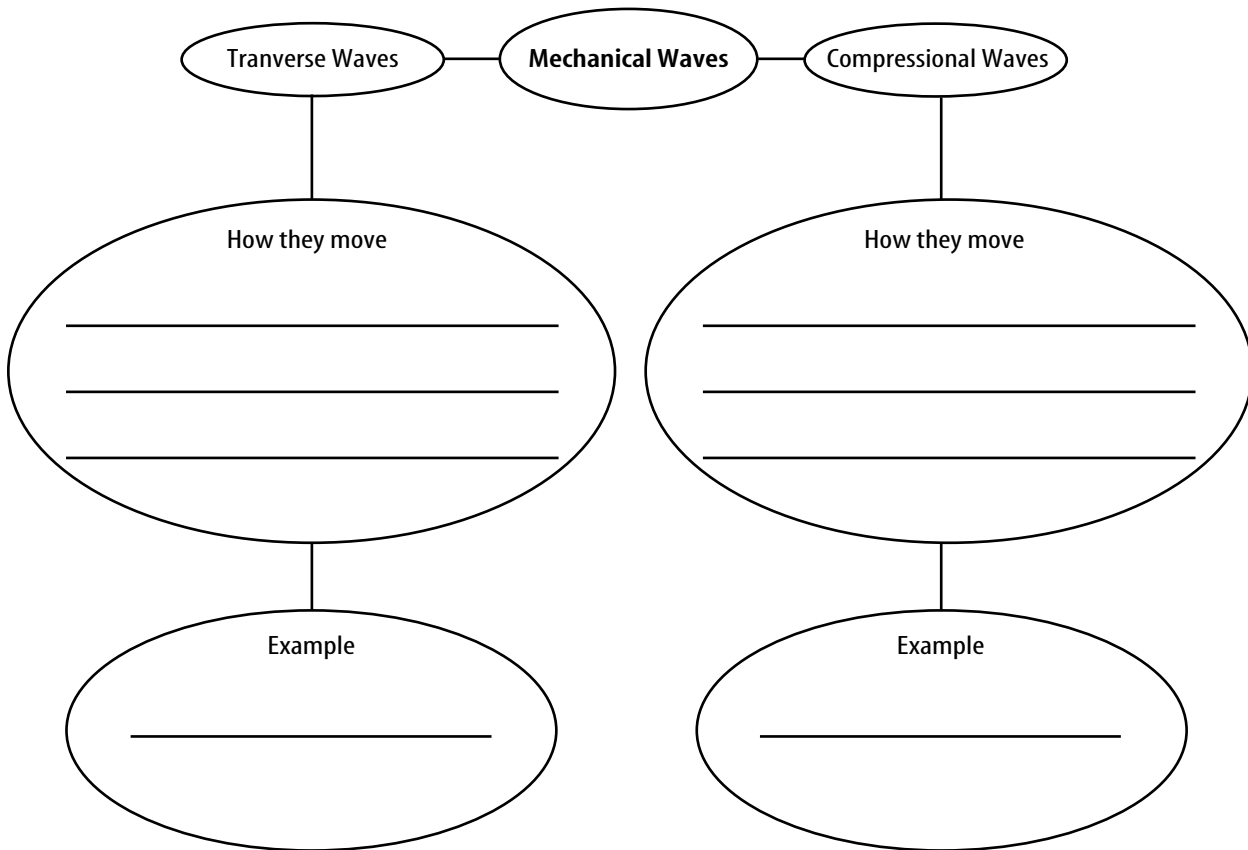 Tranverse Waves
Mechanical Waves
Compressional Waves
How they move
How they move
Example
Example